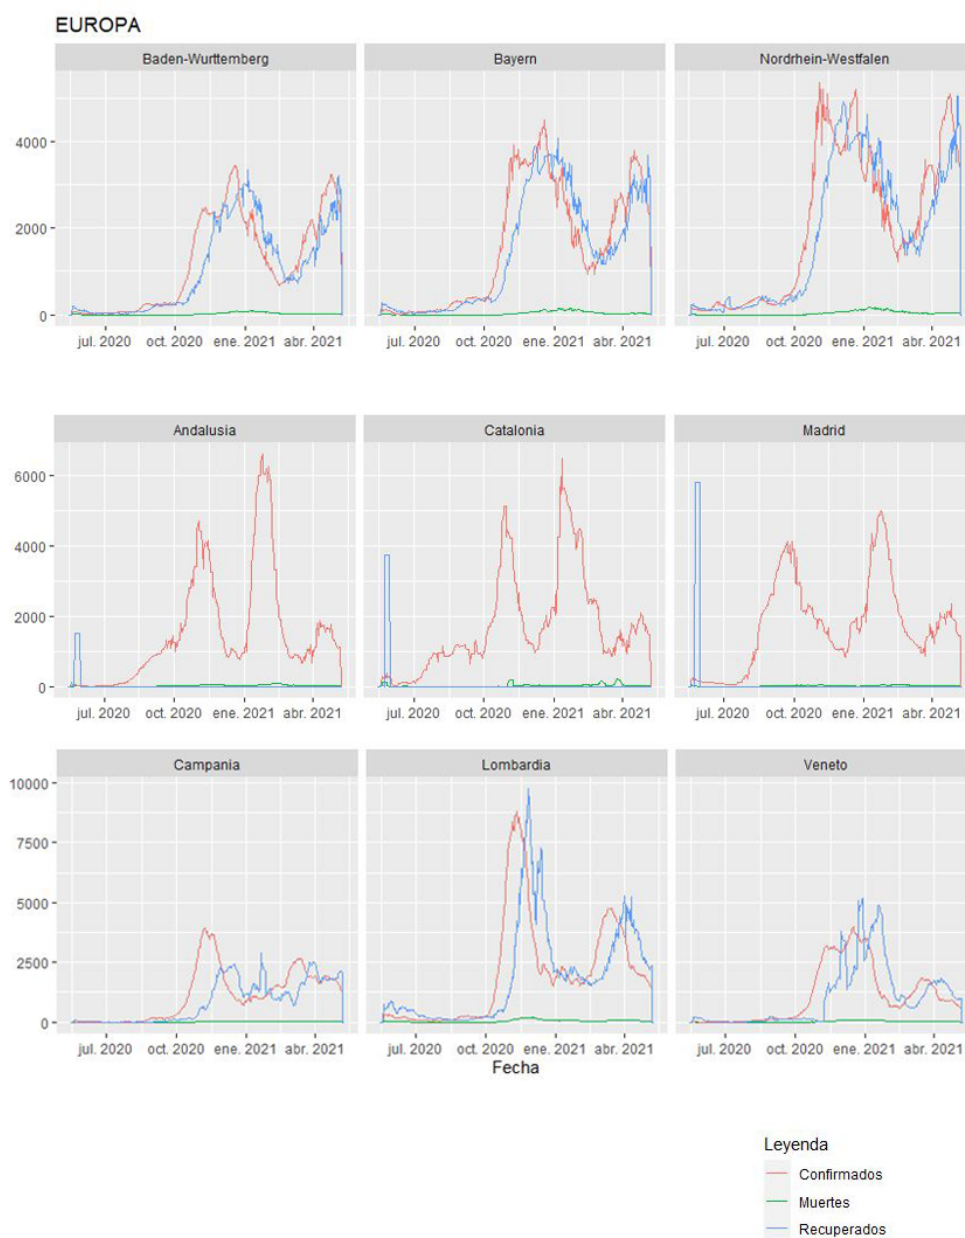 EUROPA
Baden-Wurttemberg Bayern Nordrhein-Westfalen
4000
2000
0
jul. 2020 oct. 2020 ene. 2021 abr. 2021 jul. 2020 oct. 2020 ene. 2021 abr. 2021 jul. 2020 oct. 2020 ene. 2021 abr. 2021
Andalusia Catalonia Madrid
6000
4000
2000
0
jul. 2020 oct. 2020 ene. 2021 abr. 2021 jul. 2020 oct. 2020 ene. 2021 abr. 2021 jul. 2020 oct. 2020 ene. 2021 abr. 2021
Campania Lombardia Veneto
10000
7500
5000
2500
0
jul. 2020 oct. 2020 ene. 2021 abr. 2021 jul. 2020 oct. 2020 ene. 2021 abr. 2021 jul. 2020 oct. 2020 ene. 2021 abr. 2021
Fecha
Leyenda
Confirmados
Muertes
Recuperados